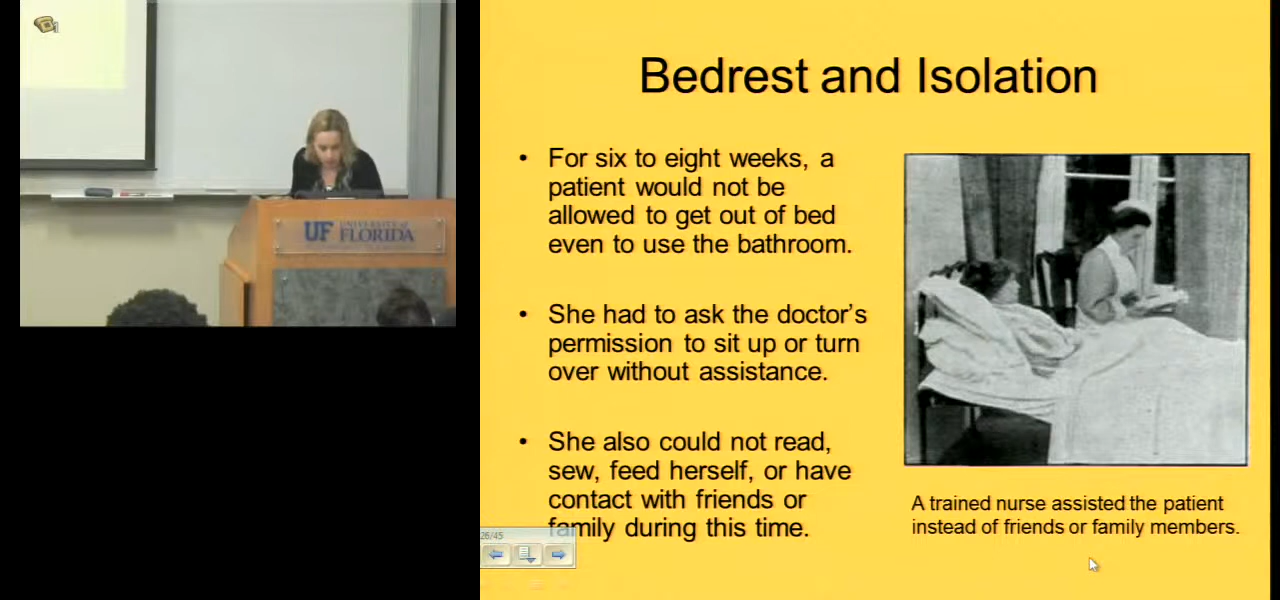 UF UNIVERSITY of
FLORIDA
Bedrest and Isolation
• For six to eight weeks, a
patient would not be
allowed to get out of bed
even to use the bathroom.
• She had to ask the doctor's
permission to sit up or turn
over without assistance.
• She also could not read,
sew, feed herself, or have
contact with friends or
family during this time.
A trained nurse assisted the patient
instead of friends or family members.
26/45